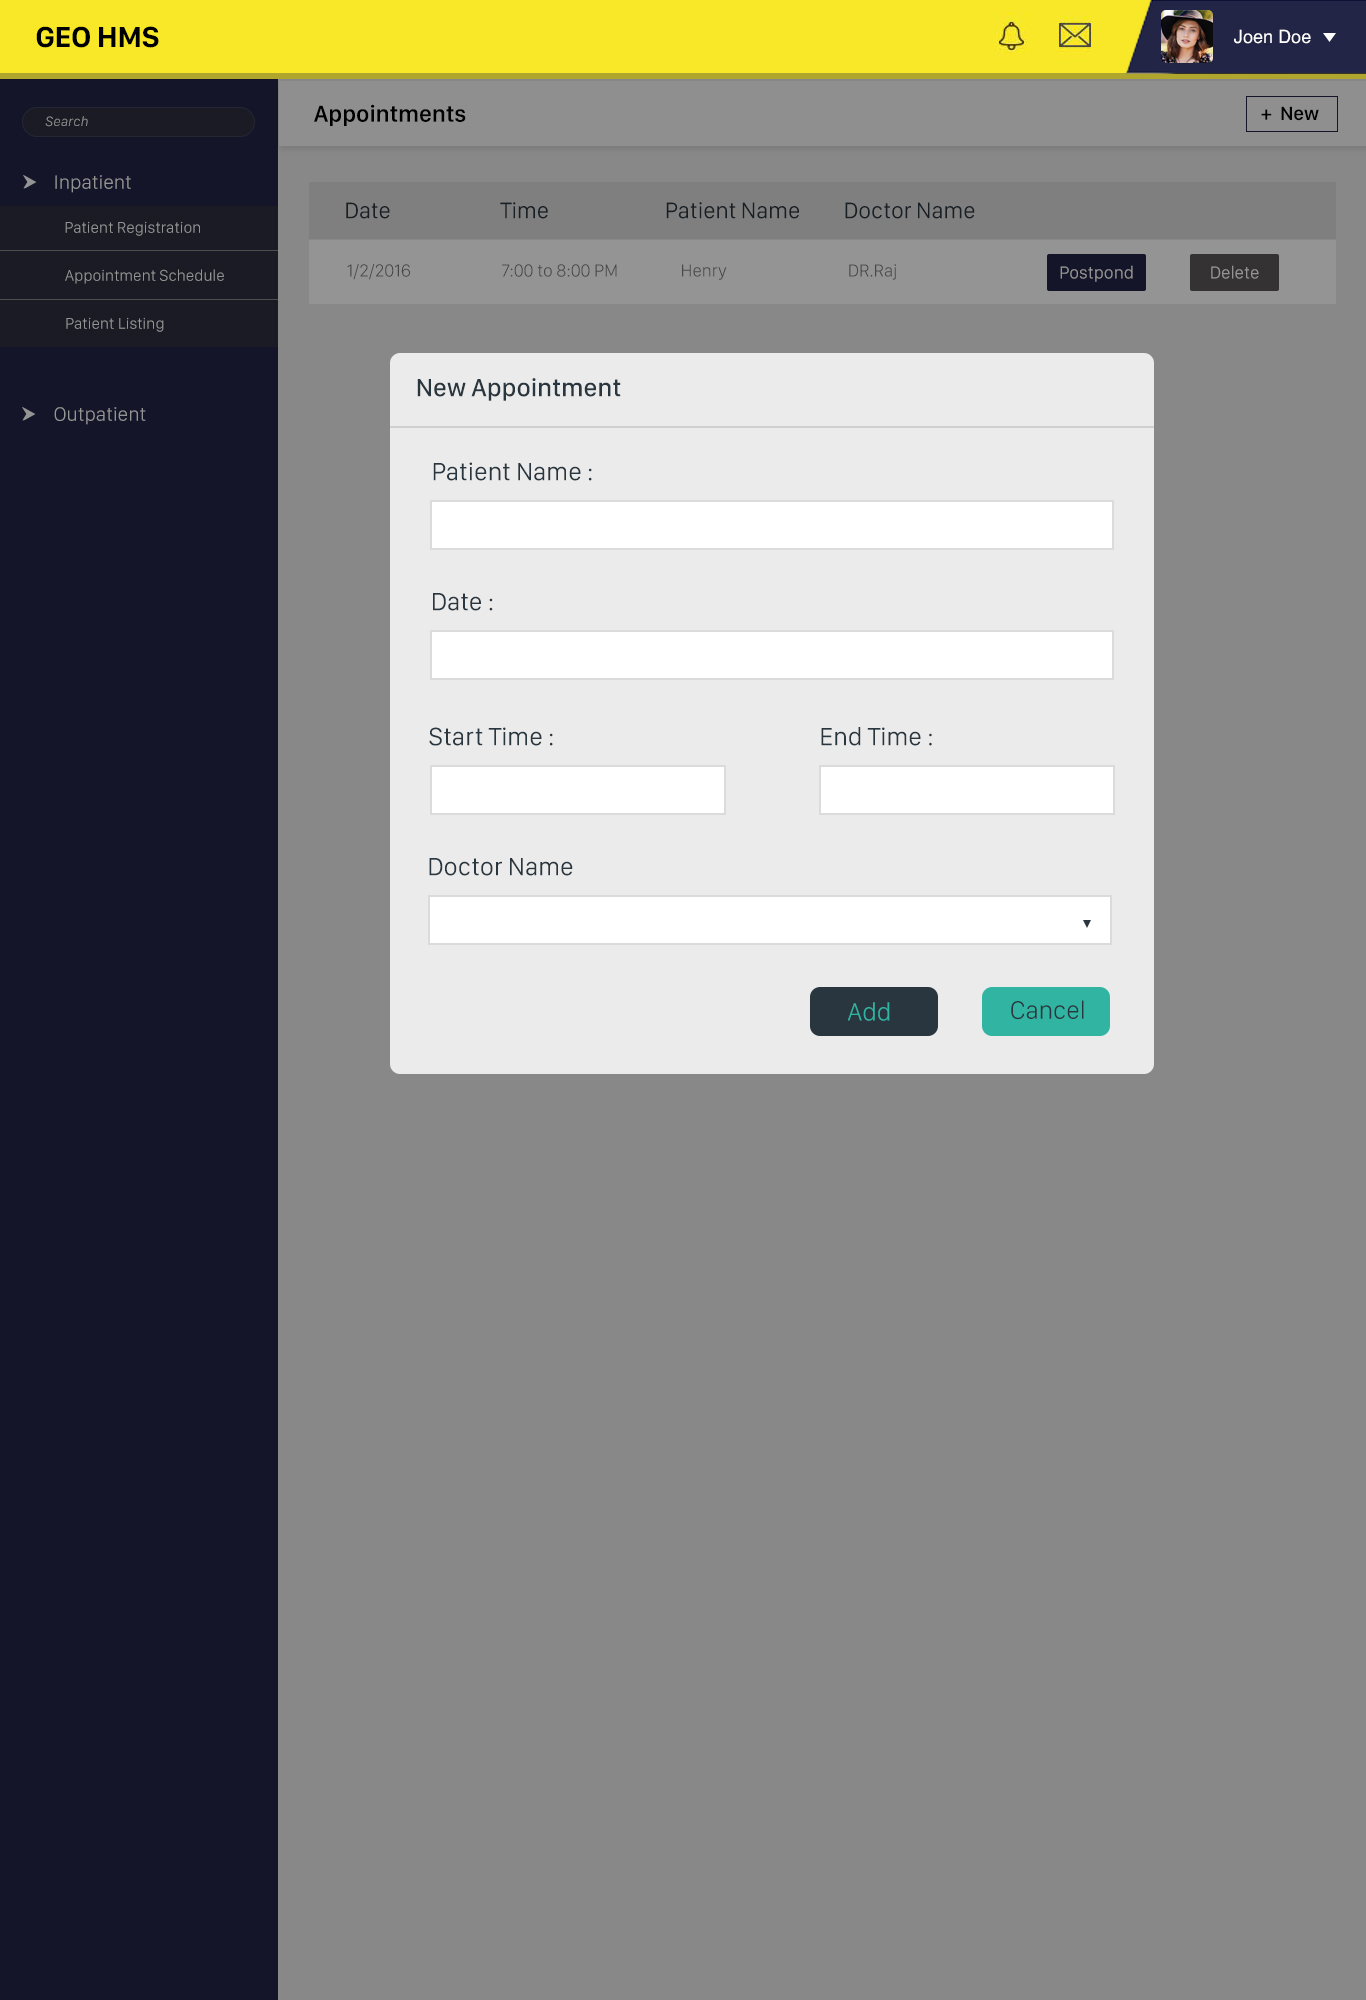 GEO HMS
Joen Doe
Search
Inpatient
Patient Registration
Appointment Schedule
Patient Listing
Outpatient
Appointments
+ New
Date Time Patient Name Doctor Name
1/2/2016 7:00 to 8:00 PM Henry DR.Raj Postpond Delete
New Appointment
Patient Name :
Date :
Start Time : End Time :
Doctor Name
Add Cancel